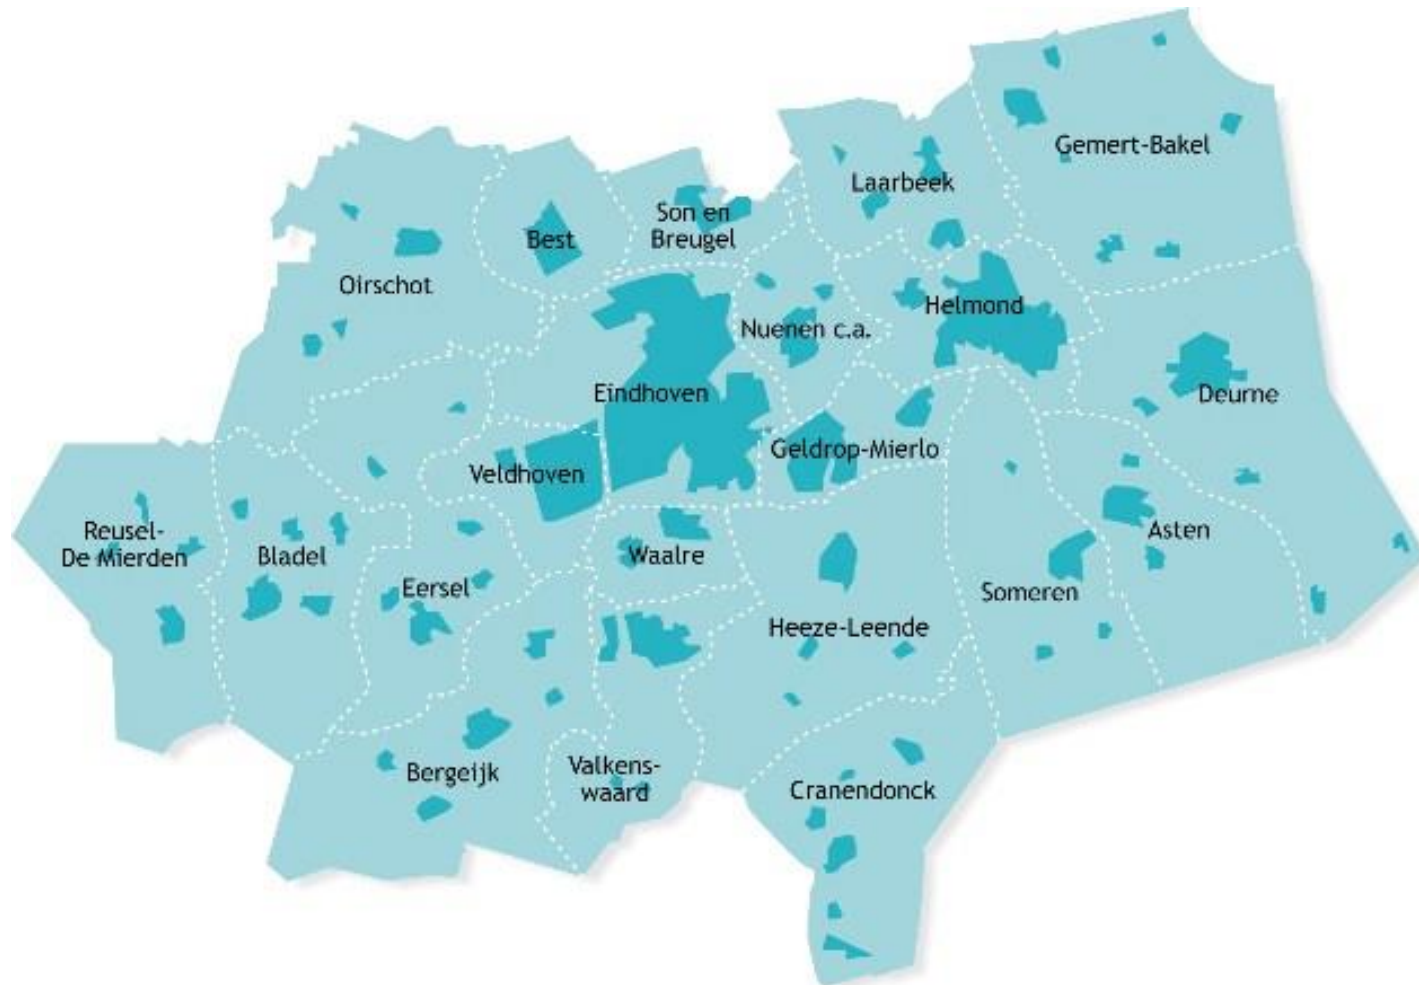 Gemert-Bakel
Laarbeek
Son en
Breugel
Best
Oirschot
Helmond
Nuenen c.a.
Eindhoven
Deurne
Geldrop-Mierlo
Veldhoven
Reusel-
De Mierden
Bladel
Waalre
Asten
Eersel
Someren
Heeze-Leende
Valkens-
waard
Bergeijk
Cranendonck